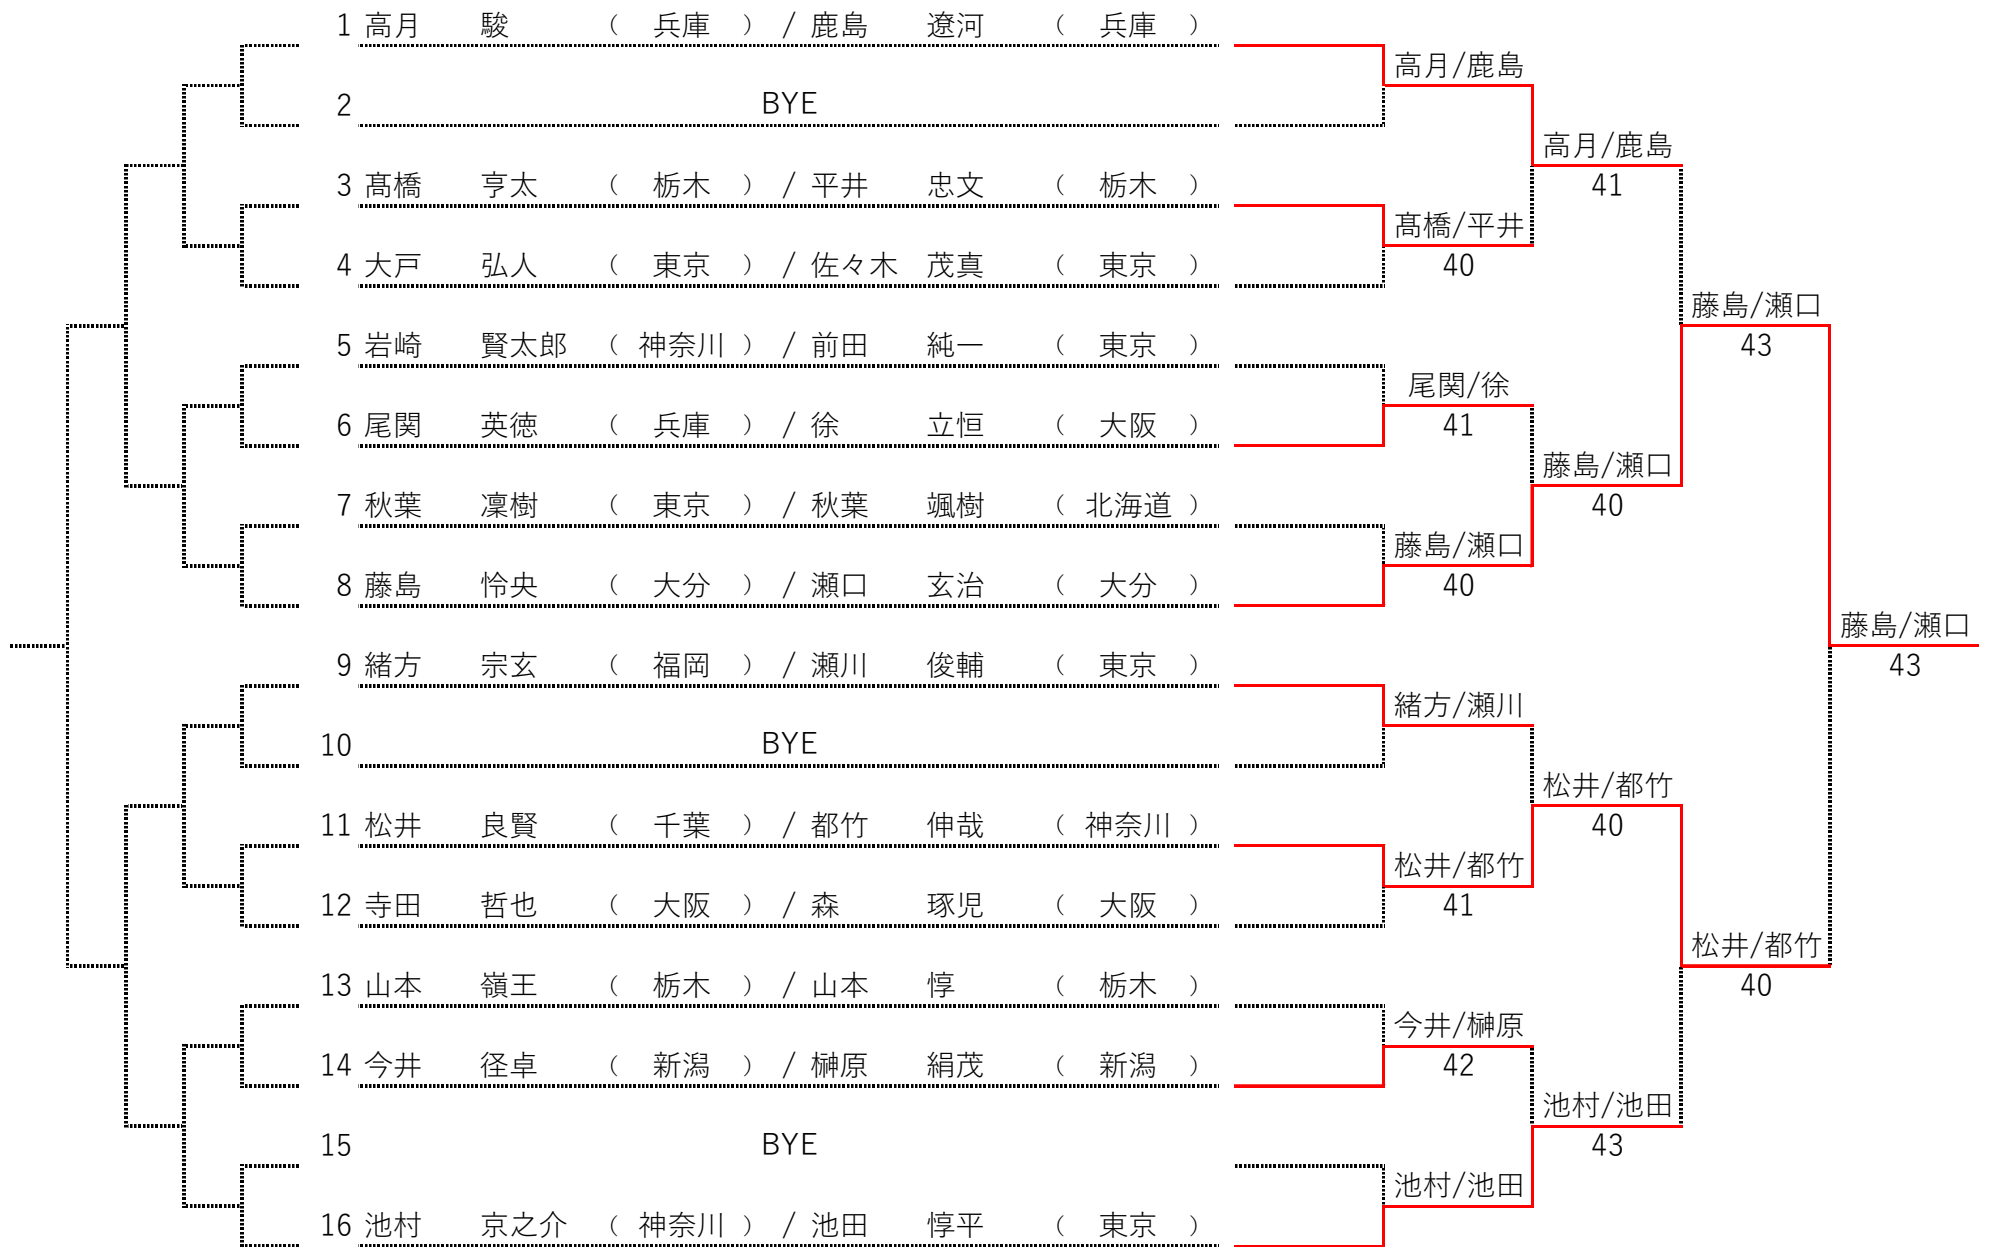 1 高月 駿 ( 兵庫 ) / 鹿島 遼河 ( 兵庫 )
高月/鹿島
2 BYE
高月/鹿島
3 髙橋 亨太 ( 栃木 ) / 平井 忠文 ( 栃木 )
41
髙橋/平井
4 大戸 弘人 ( 東京 ) / 佐々木 茂真 ( 東京 )
40
藤島/瀬口
5 岩崎 賢太郎 ( 神奈川 ) / 前田 純一 ( 東京 )
43
尾関/徐
6 尾関 英徳 ( 兵庫 ) / 徐 立恒 ( 大阪 )
41
藤島/瀬口
7 秋葉 凜樹 ( 東京 ) / 秋葉 颯樹 ( 北海道 )
40
藤島/瀬口
8 藤島 怜央 ( 大分 ) / 瀬口 玄治 ( 大分 )
40
藤島/瀬口
9 緒方 宗玄 ( 福岡 ) / 瀬川 俊輔 ( 東京 )
43
緒方/瀬川
10 BYE
松井/都竹
11 松井 良賢 ( 千葉 ) / 都竹 伸哉 ( 神奈川 )
40
松井/都竹
12 寺田 哲也 ( 大阪 ) / 森 琢児 ( 大阪 )
41
松井/都竹
13 山本 嶺王 ( 栃木 ) / 山本 惇 ( 栃木 )
40
今井/榊原
14 今井 径卓 ( 新潟 ) / 榊原 絹茂 ( 新潟 )
42
池村/池田
15 BYE
43
池村/池田
16 池村 京之介 ( 神奈川 ) / 池田 惇平 ( 東京 )